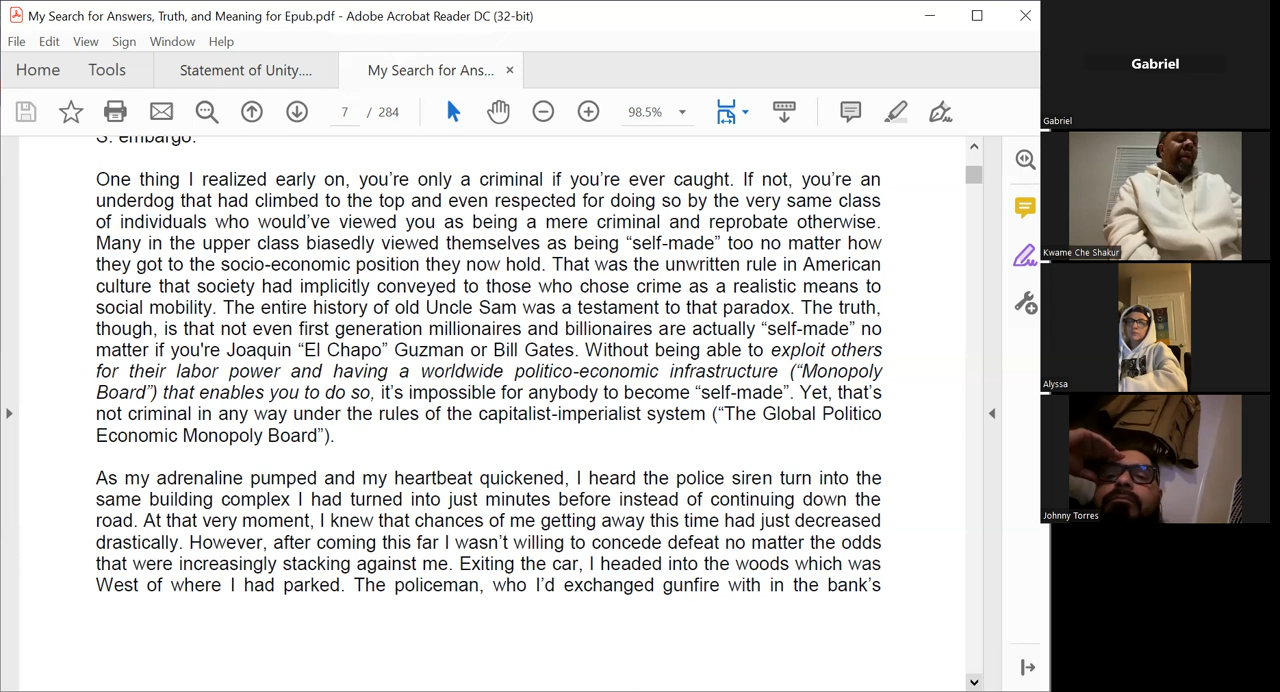 My Search for Answers, Truth, and Meaning for Epub.pdf - Adobe Acrobat Reader DC (32-bit)
File Edit View Sign Window Help
Home Tools Statement of Unity.... My Search for Ans... ×
7 / 284 98.5%
S. embargo.
One thing I realized early on, you’re only a criminal if you’re ever caught. If not, you’re an
underdog that had climbed to the top and even respected for doing so by the very same class
of individuals who would’ve viewed you as being a mere criminal and reprobate otherwise.
Many in the upper class biasedly viewed themselves as being “self-made” too no matter how
they got to the socio-economic position they now hold. That was the unwritten rule in American
culture that society had implicitly conveyed to those who chose crime as a realistic means to
social mobility. The entire history of old Uncle Sam was a testament to that paradox. The truth,
though, is that not even first generation millionaires and billionaires are actually “self-made” no
matter if you're Joaquin “El Chapo” Guzman or Bill Gates. Without being able to exploit others
for their labor power and having a worldwide politico-economic infrastructure (“Monopoly
Board”) that enables you to do so, it’s impossible for anybody to become “self-made”. Yet, that’s
not criminal in any way under the rules of the capitalist-imperialist system (“The Global Politico
Economic Monopoly Board”).
As my adrenaline pumped and my heartbeat quickened, I heard the police siren turn into the
same building complex I had turned into just minutes before instead of continuing down the
road. At that very moment, I knew that chances of me getting away this time had just decreased
drastically. However, after coming this far I wasn’t willing to concede defeat no matter the odds
that were increasingly stacking against me. Exiting the car, I headed into the woods which was
West of where I had parked. The policeman, who I’d exchanged gunfire with in the bank’s
Gabriel
Gabriel
Kwame Che Shakur
Alyssa
Johnny Torres